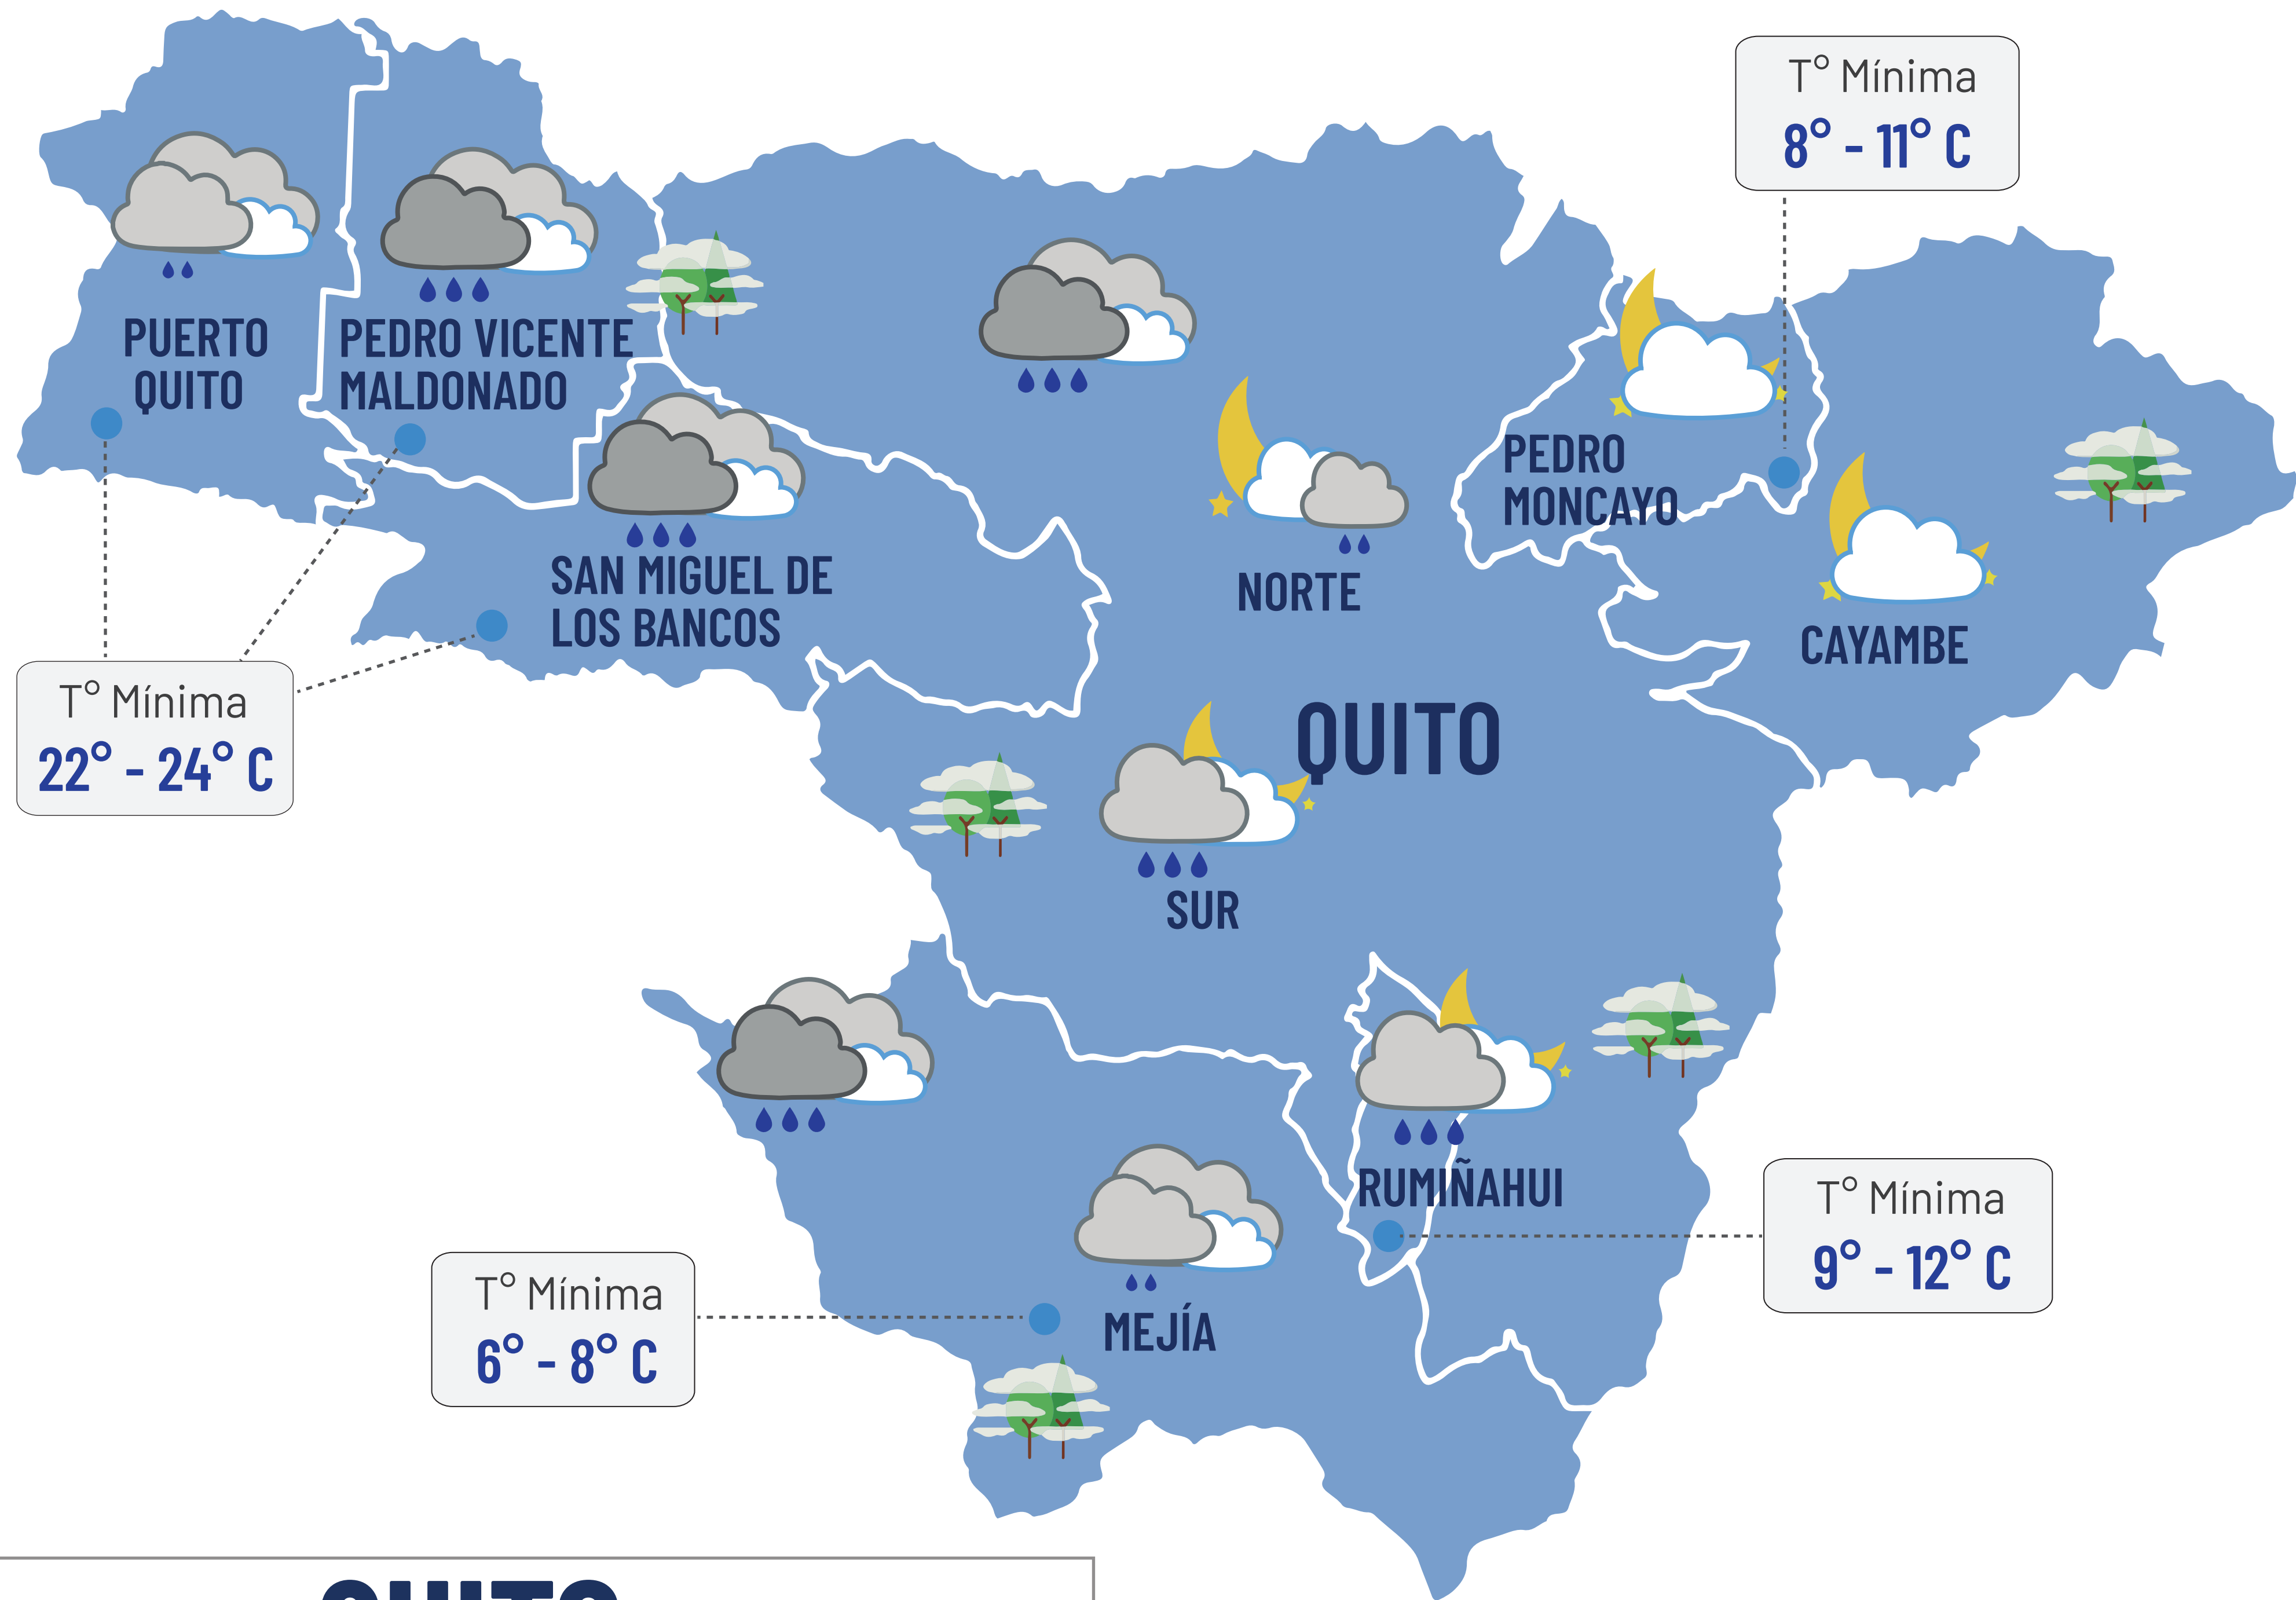 T° Mínima
8° - 11° C
PUERTO
QUITO
PEDRO VICENTE
MALDONADO
PEDRO
MONCAYO
SAN MIGUEL DE
LOS BANCOS
NORTE
CAYAMBE
T° Mínima
22° - 24° C
QUITO
SUR
RUMIÑAHUI
T° Mínima
9° - 12° C
T° Mínima
6° - 8° C
MEJÍA
QUITO